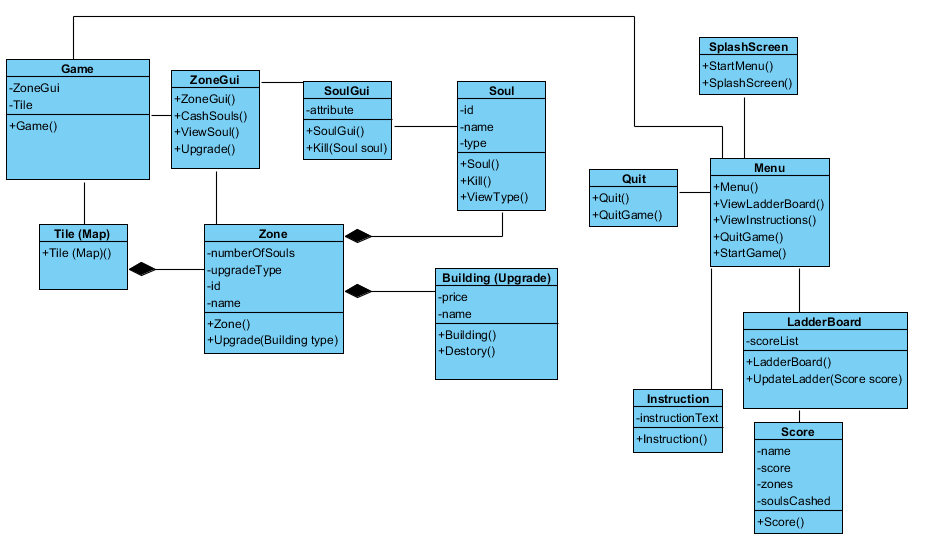 Game
-ZoneGui
-Tile
+Game()
ZoneGui
+ZoneGui()
+CashSouls()
+ViewSoul()
+Upgrade()
SoulGui
-attribute
+SoulGui()
+Kill(Soul soul)
Soul
-id
-name
-type
+Soul()
+Kill()
+ViewType()
SplashScreen
+StartMenu()
+SplashScreen()
Quit
+Quit()
+QuitGame()
Menu
+Menu()
+ViewLadderBoard()
+ViewInstructions()
+QuitGame()
+StartGame()
Tile (Map)
+Tile (Map)()
Zone
-numberOfSouls
-upgradeType
-id
-name
+Zone()
+Upgrade(Building type)
Building (Upgrade)
-price
-name
+Building()
+Destory()
LadderBoard
-scoreList
+LadderBoard()
+UpdateLadder(Score score)
Instruction
-instructionText
+Instruction()
Score
-name
-score
-zones
-soulsCashed
+Score()